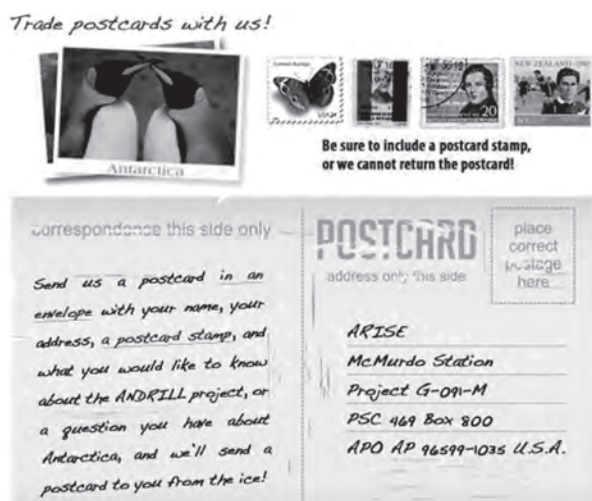 Trade postcards with us!
Antarctica
USA
20
NEW ZEALAND
Be sure to include a postcard stamp,
or we cannot return the postcard!
correspondence this side only
Send us a postcard in an
envelope with your name, your
address, a postcard stamp, and
what you would like to know
about the ANDRILL project, or
a question you have about
Antarctica, and we'll send a
postcard to you from the ice!
POSTCARD
address only this side
place
correct
postage
here
ARISE
McMurdo Station
Project G-091-M
PSC 469 Box 800
APO AP 96599-1035 U.S.A.